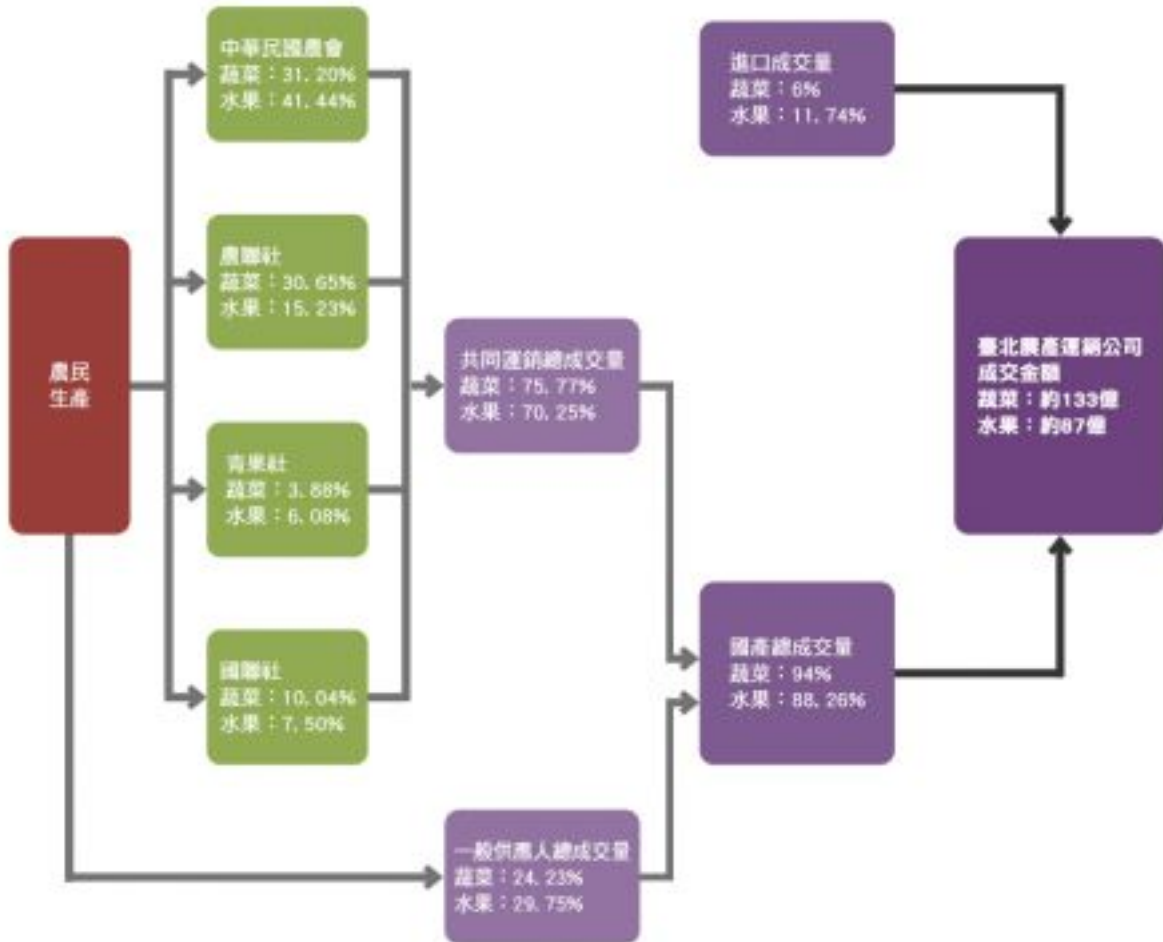 中華民國農會
蔬菜：31.20%
水果：41.44%
進口成交量
蔬菜：6%
水果：11.74%
農聯社
蔬菜：30.65%
水果：15.23%
農民
生產
共同運銷總成交量
蔬菜：75.77%
水果：70.25%
臺北農產運銷公司
成交金額
蔬菜：約133億
水果：約87億
青果社
蔬菜：3.88%
水果：6.08%
國產總成交量
蔬菜：94%
水果：88.26%
國聯社
蔬菜：10.04%
水果：7.50%
一般供應人總成交量
蔬菜：24.23%
水果：29.75%